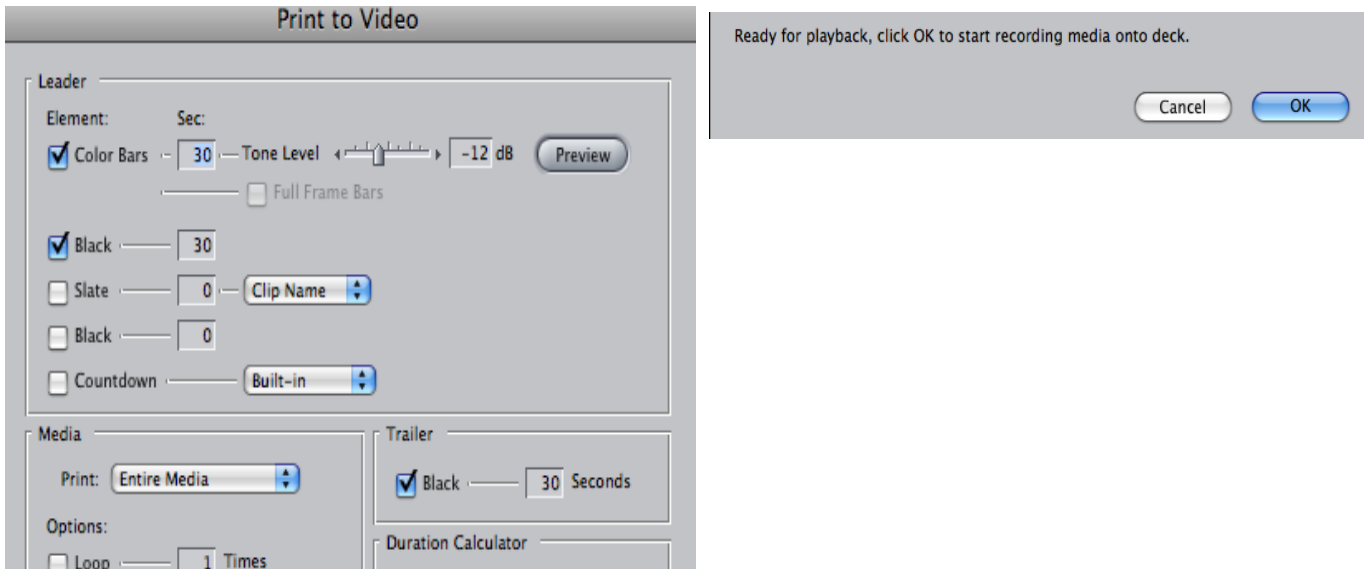 Print to Video
Leader
Element: Sec:
Color Bars 30 Tone Level -12 dB Preview
Full Frame Bars
Black 30
Slate 0 Clip Name
Black 0
Countdown Built-in
Media
Print: Entire Media
Options:
Loop 1 Times
Trailer
Black 30 Seconds
Duration Calculator
Ready for playback, click OK to start recording media onto deck.
Cancel OK